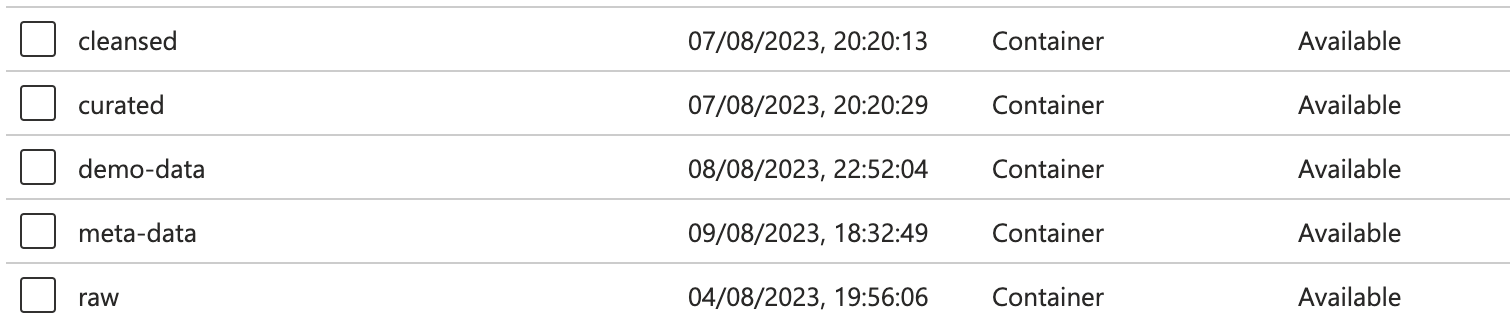 cleansed 07/08/2023, 20:20:13 Container Available
curated 07/08/2023, 20:20:29 Container Available
demo-data 08/08/2023, 22:52:04 Container Available
meta-data 09/08/2023, 18:32:49 Container Available
raw 04/08/2023, 19:56:06 Container Available